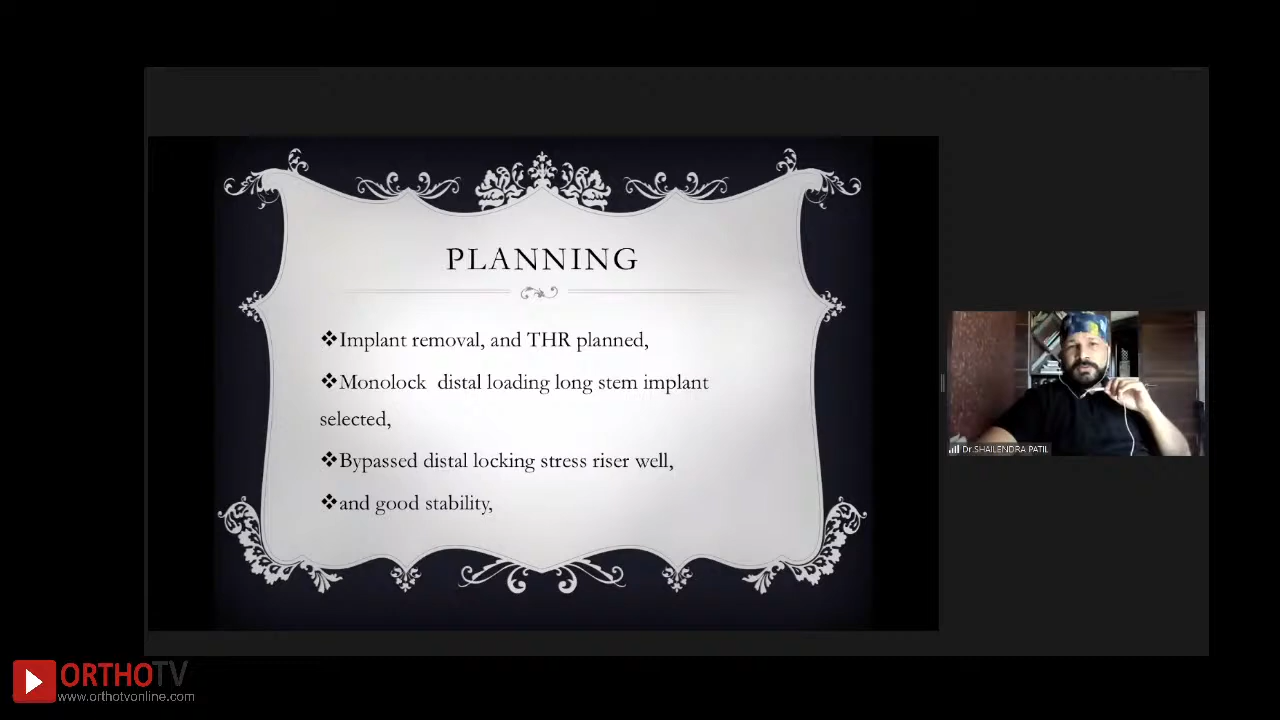 PLANNING
❖Implant removal, and THR planned,
❖Monolock distal loading long stem implant
selected,
❖Bypassed distal locking stress riser well,
❖and good stability,
Dr.SHAILENDRA PATIL
ORTHOTV
www.orthotvonline.com